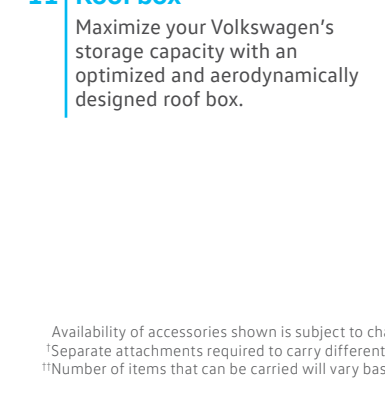 11 Roof box
Maximize your Volkswagen's
storage capacity with an
optimized and aerodynamically
designed roof box.
Availability of accessories shown is subject to
†Separate attachments required to carry different
††Number of items that can be carried will vary